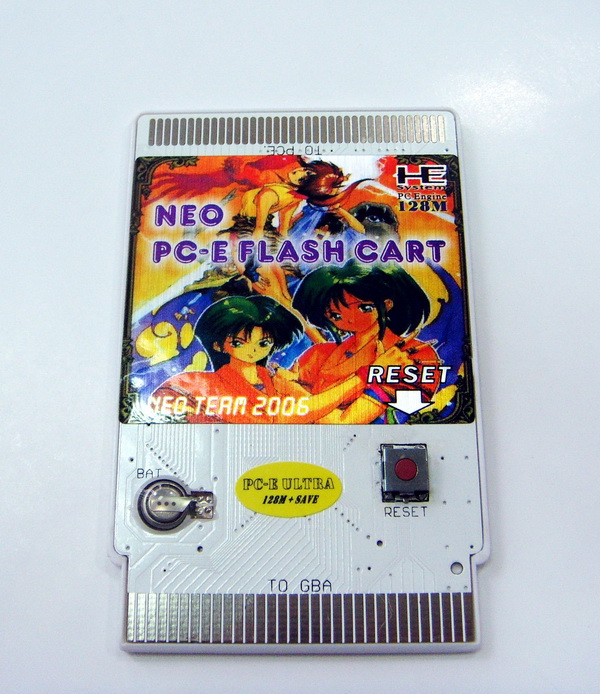 TO PCE
HE
System
PC Engine
128M
NEO
PC-E FLASH CART
RESET
NEO TEAM 2006
BAT
PC-E ULTRA
128M + SAVE
RESET
TO GBA